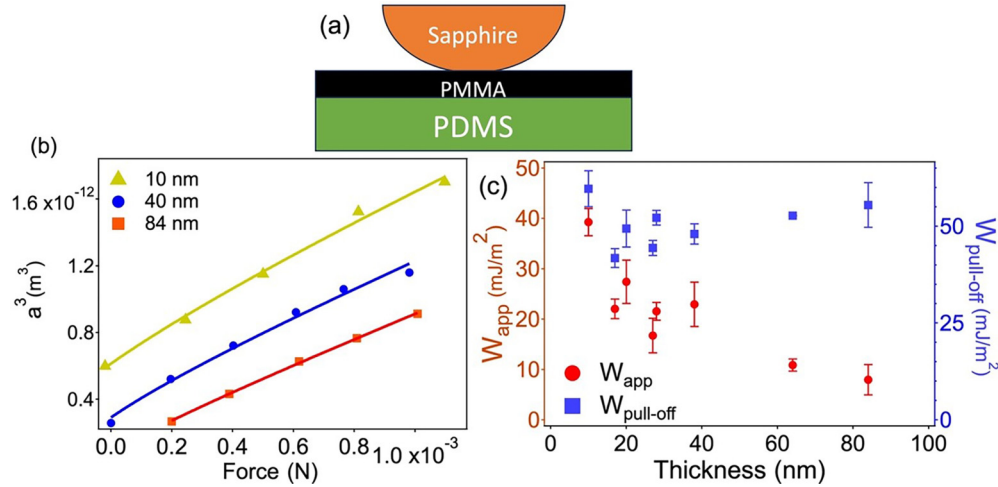 (a)
Sapphire
PMMA
PDMS
(b)
10 nm
40 nm
84 nm
a³ (m³)
1.6 x10⁻¹²
1.2
0.8
0.4
0.0
0.2
0.4
0.6
0.8
1.0 x10⁻³
Force (N)
(c)
W_app (mJ/m²)
50
40
30
20
10
0
W_app
W_pull-off
0
20
40
60
80
100
Thickness (nm)
50
25
0
W_pull-off (mJ/m²)